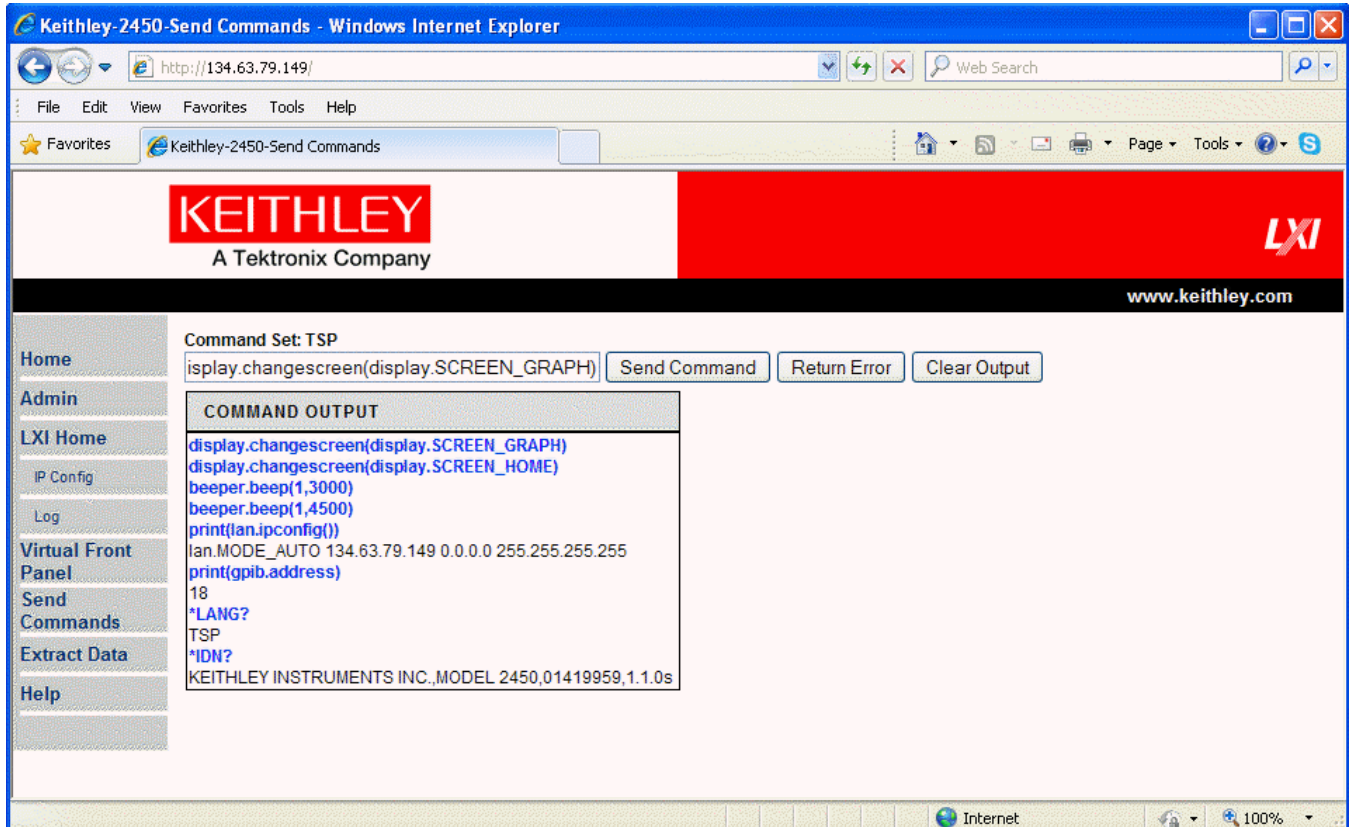 Keithley-2450-Send Commands - Windows Internet Explorer
http://134.63.79.149/
Web Search
File Edit View Favorites Tools Help
Favorites
Keithley-2450-Send Commands
Page Tools
KEITHLEY
A Tektronix Company
LXI
www.keithley.com
Home
Admin
LXI Home
IP Config
Log
Virtual Front
Panel
Send
Commands
Extract Data
Help
Command Set: TSP
isplay.changescreen(display.SCREEN_GRAPH) Send Command Return Error Clear Output
COMMAND OUTPUT
display.changescreen(display.SCREEN_GRAPH)
display.changescreen(display.SCREEN_HOME)
beeper.beep(1,3000)
beeper.beep(1,4500)
print(lan.ipconfig())
lan.MODE_AUTO 134.63.79.149 0.0.0.0 255.255.255.255
print(gpib.address)
18
*LANG?
TSP
*IDN?
KEITHLEY INSTRUMENTS INC.,MODEL 2450,01419959,1.1.0s
Internet
100%